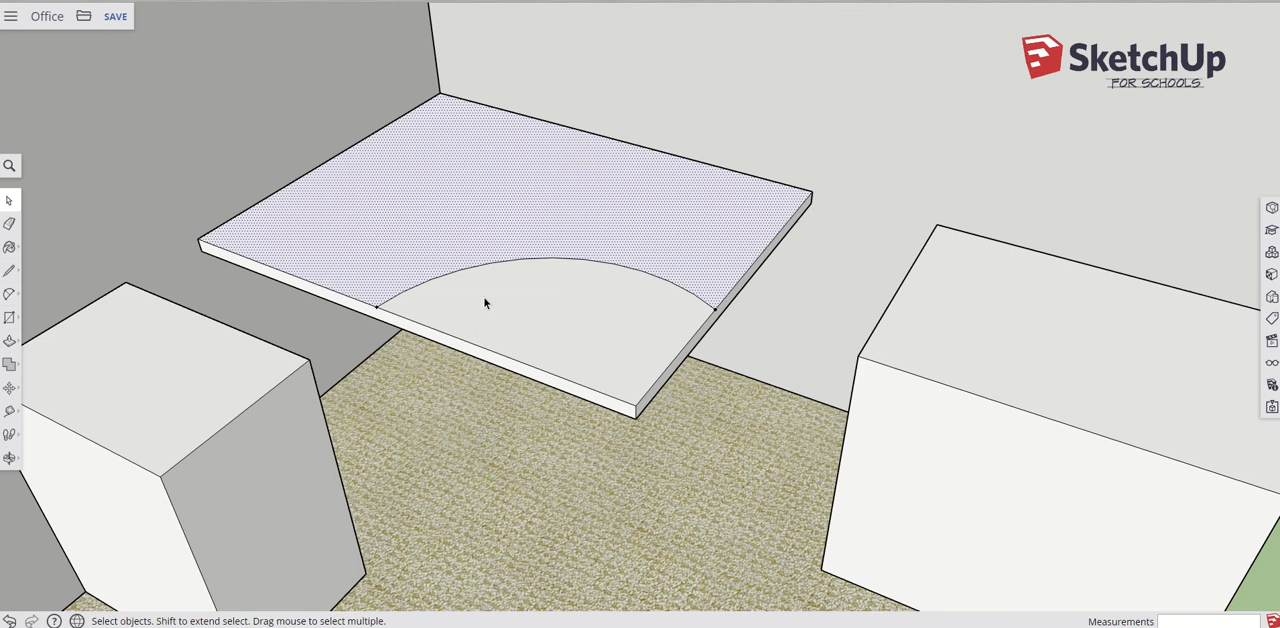 Office SAVE
SketchUp
FOR SCHOOLS
Select objects. Shift to extend select. Drag mouse to select multiple. Measurements